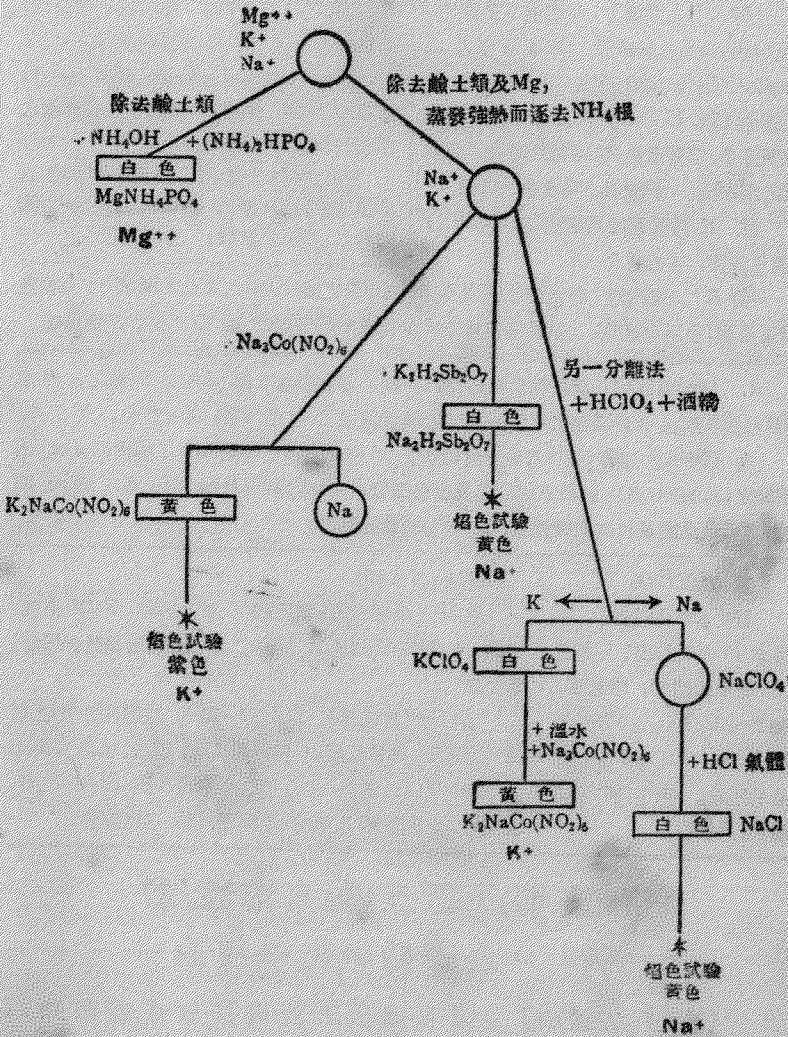 Mg++
K+
Na+
除去鹼土類
除去鹼土類及Mg,
蒸發強熱而逐去NH₄根
NH₄OH +(NH₄)₂HPO₄
白色
MgNH₄PO₄
Mg++
Na+
K+
Na₃Co(NO₂)₆
K₂H₂Sb₂O₇
白色
Na₂H₂Sb₂O₇
焰色試驗
黃色
Na+
另一分離法
+HClO₄+酒精
K₂NaCo(NO₂)₆
黃色
Na
焰色試驗
紫色
K+
K ← → Na
KClO₄
白色
NaClO₄
+溫水
+Na₃Co(NO₂)₆
+HCl 氣體
黃色
K₂NaCo(NO₂)₆
K+
白色
NaCl
焰色試驗
黃色
Na+